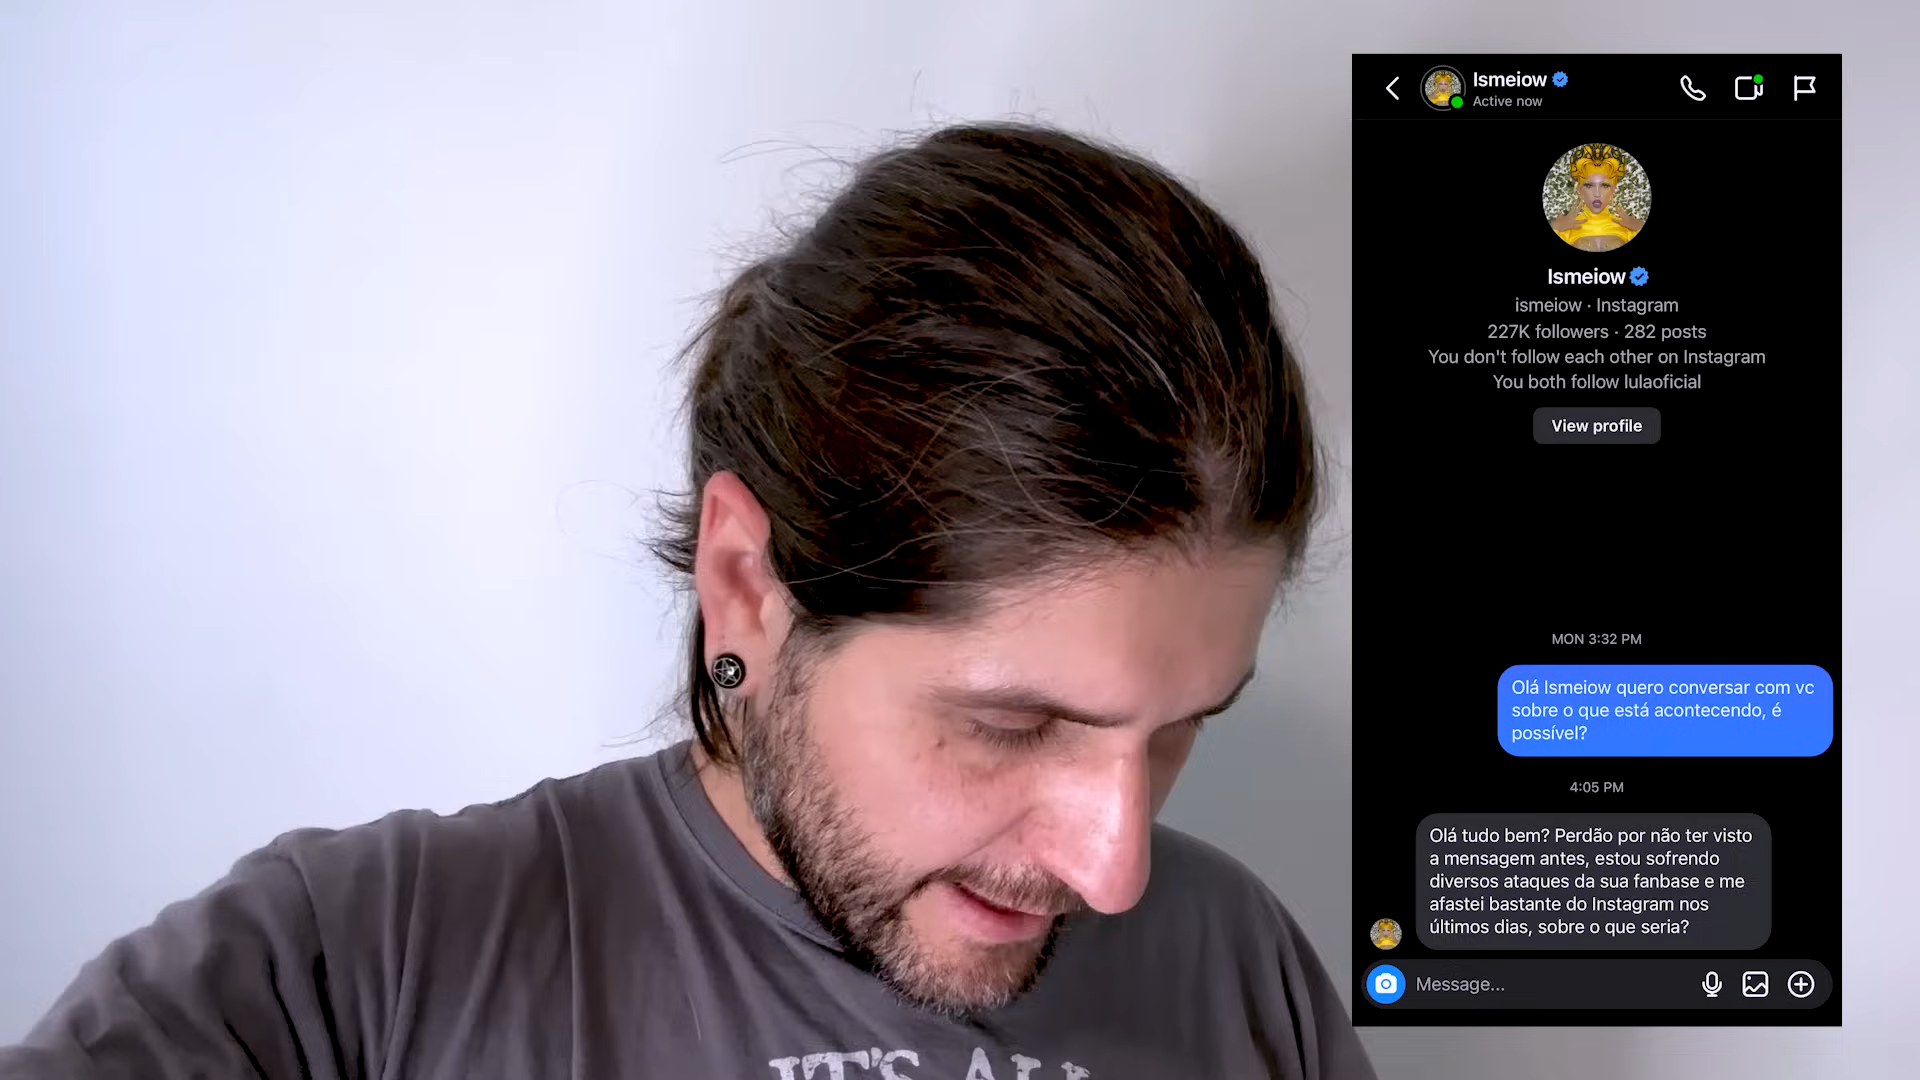 Ismeiow
Active now
Ismeiow
ismeiow · Instagram
227K followers · 282 posts
You don't follow each other on Instagram
You both follow lulaoficial
View profile
MON 3:32 PM
Olá Ismeiow quero conversar com vc
sobre o que está acontecendo, é
possível?
4:05 PM
Olá tudo bem? Perdão por não ter visto
a mensagem antes, estou sofrendo
diversos ataques da sua fanbase e me
afastei bastante do Instagram nos
últimos dias, sobre o que seria?
Message...
IT'S ALL